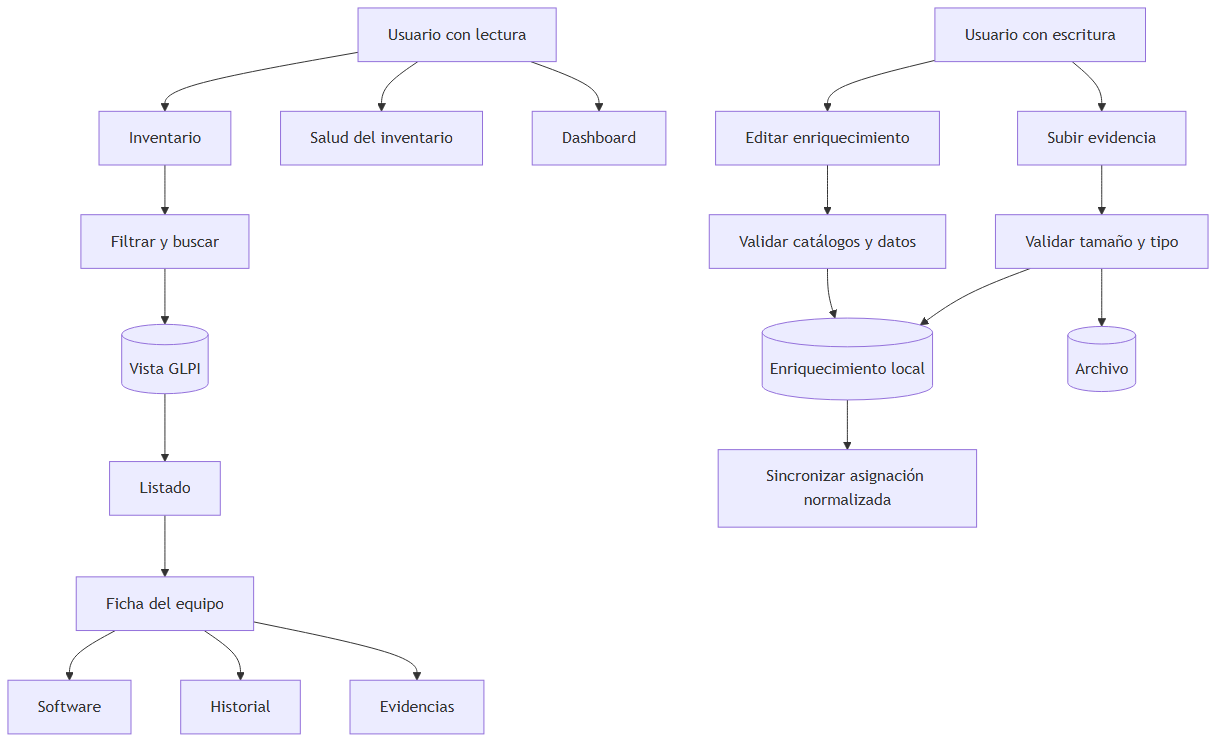 Usuario con lectura
Usuario con escritura
Inventario
Salud del inventario
Dashboard
Editar enriquecimiento
Subir evidencia
Filtrar y buscar
Validar catálogos y datos
Validar tamaño y tipo
Vista GLPI
Enriquecimiento local
Archivo
Listado
Sincronizar asignación
normalizada
Ficha del equipo
Software
Historial
Evidencias